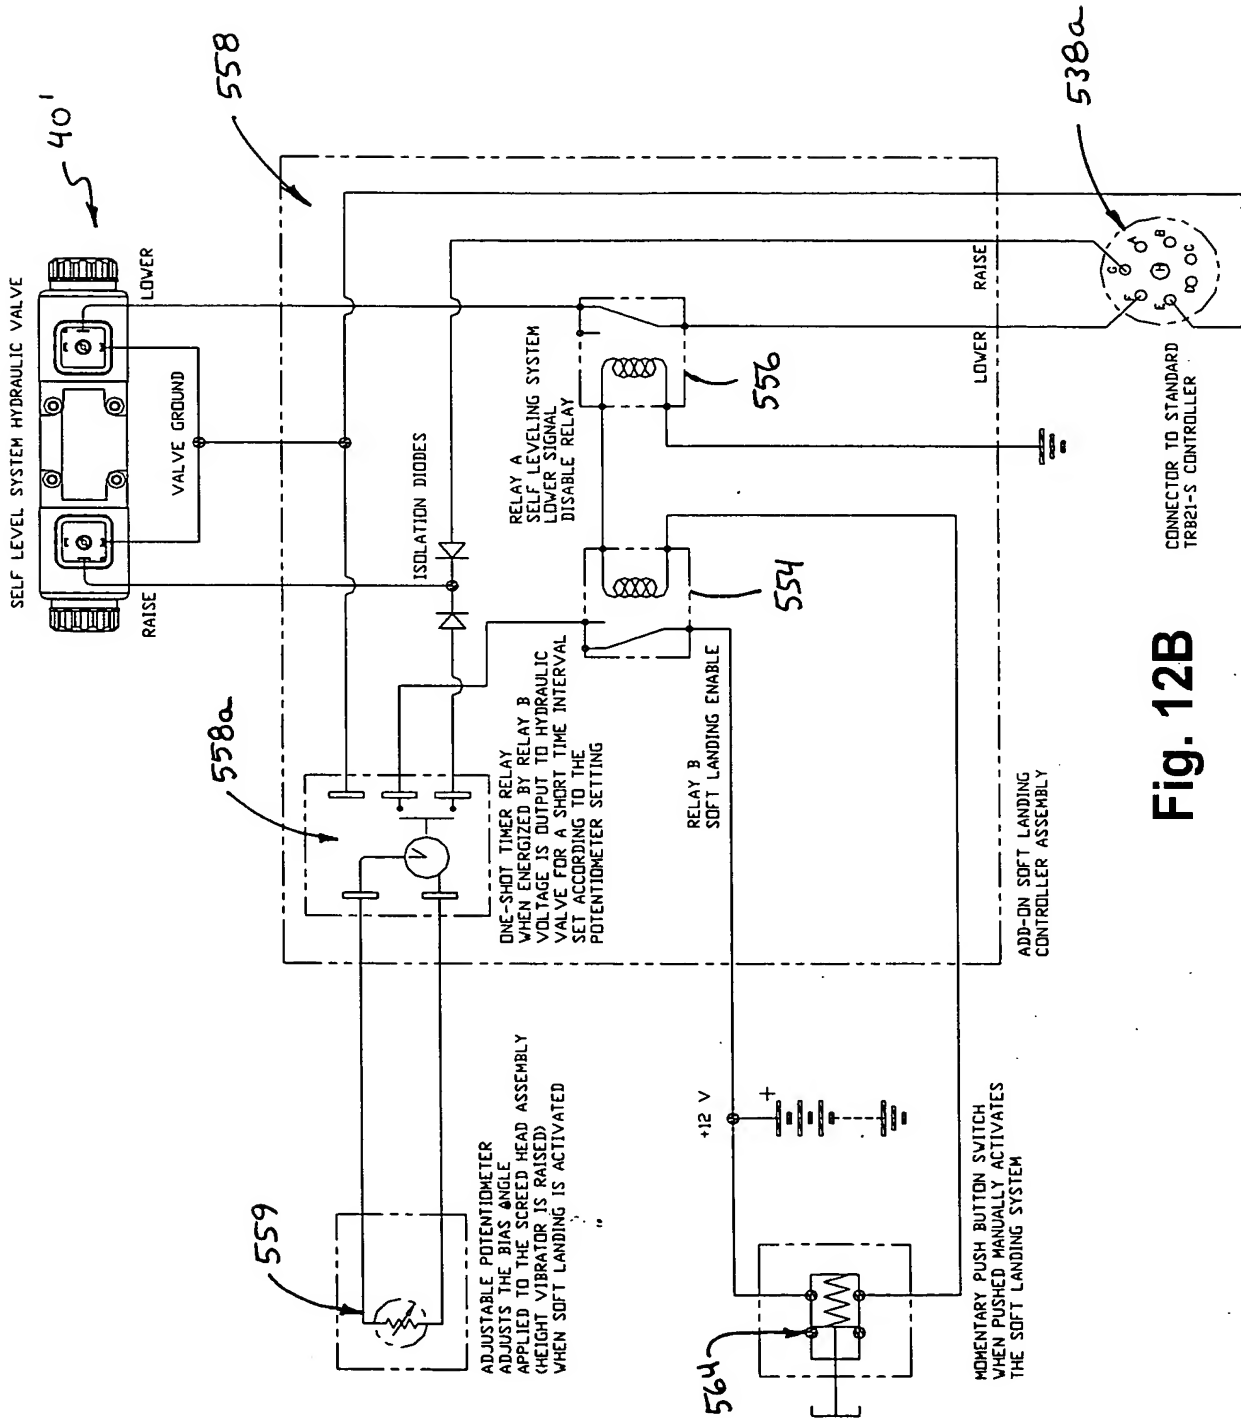 SELF LEVEL SYSTEM HYDRAULIC VALVE
40'
LOWER
RAISE
VALVE GROUND
558
ISOLATION DIODES
558a
ONE-SHOT TIMER RELAY
WHEN ENERGIZED BY RELAY B
VOLTAGE IS OUTPUT TO HYDRAULIC
VALVE FOR A SHORT TIME INTERVAL
SET ACCORDING TO THE
POTENTIOMETER SETTING
RELAY A
SELF LEVELING SYSTEM
LOWER SIGNAL
DISABLE RELAY
556
554
RELAY B
SOFT LANDING ENABLE
559
ADJUSTABLE POTENTIOMETER
ADJUSTS THE BIAS ANGLE
APPLIED TO THE SCREED HEAD ASSEMBLY
(HEIGHT VIBRATOR IS RAISED)
WHEN SOFT LANDING IS ACTIVATED
+12 V
+
564
MOMENTARY PUSH BUTTON SWITCH
WHEN PUSHED MANUALLY ACTIVATES
THE SOFT LANDING SYSTEM
ADD-ON SOFT LANDING
CONTROLLER ASSEMBLY
RAISE
LOWER
538a
G
A
F
H
B
E
D
C
CONNECTOR TO STANDARD
TRB21-S CONTROLLER
Fig. 12B